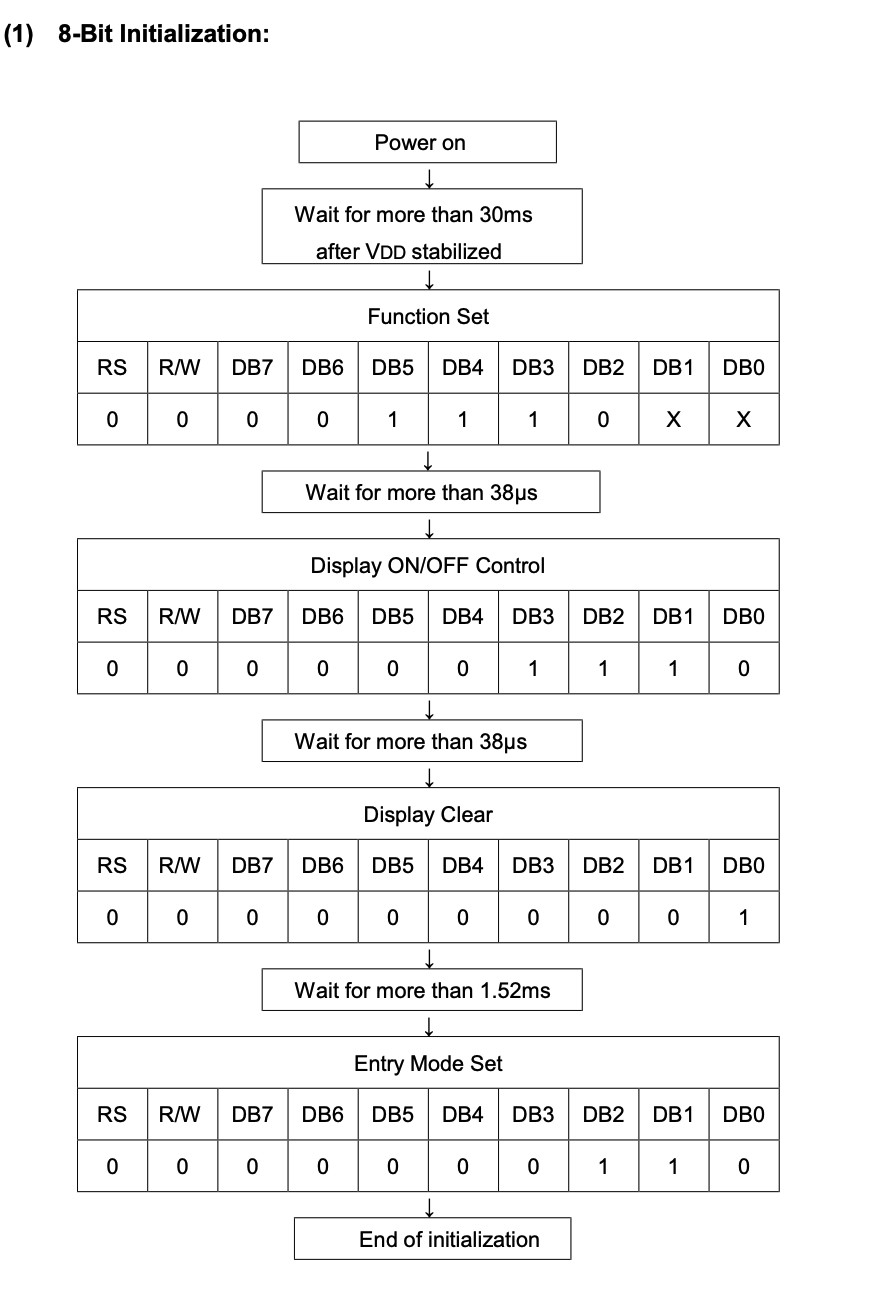 (1) 8-Bit Initialization:
Power on
↓
Wait for more than 30ms
after VDD stabilized
↓
Function Set
RS R/W DB7 DB6 DB5 DB4 DB3 DB2 DB1 DB0
0 0 0 0 1 1 1 0 X X
↓
Wait for more than 38μs
↓
Display ON/OFF Control
RS R/W DB7 DB6 DB5 DB4 DB3 DB2 DB1 DB0
0 0 0 0 0 0 1 1 1 0
↓
Wait for more than 38μs
↓
Display Clear
RS R/W DB7 DB6 DB5 DB4 DB3 DB2 DB1 DB0
0 0 0 0 0 0 0 0 0 1
↓
Wait for more than 1.52ms
↓
Entry Mode Set
RS R/W DB7 DB6 DB5 DB4 DB3 DB2 DB1 DB0
0 0 0 0 0 0 0 1 1 0
↓
End of initialization